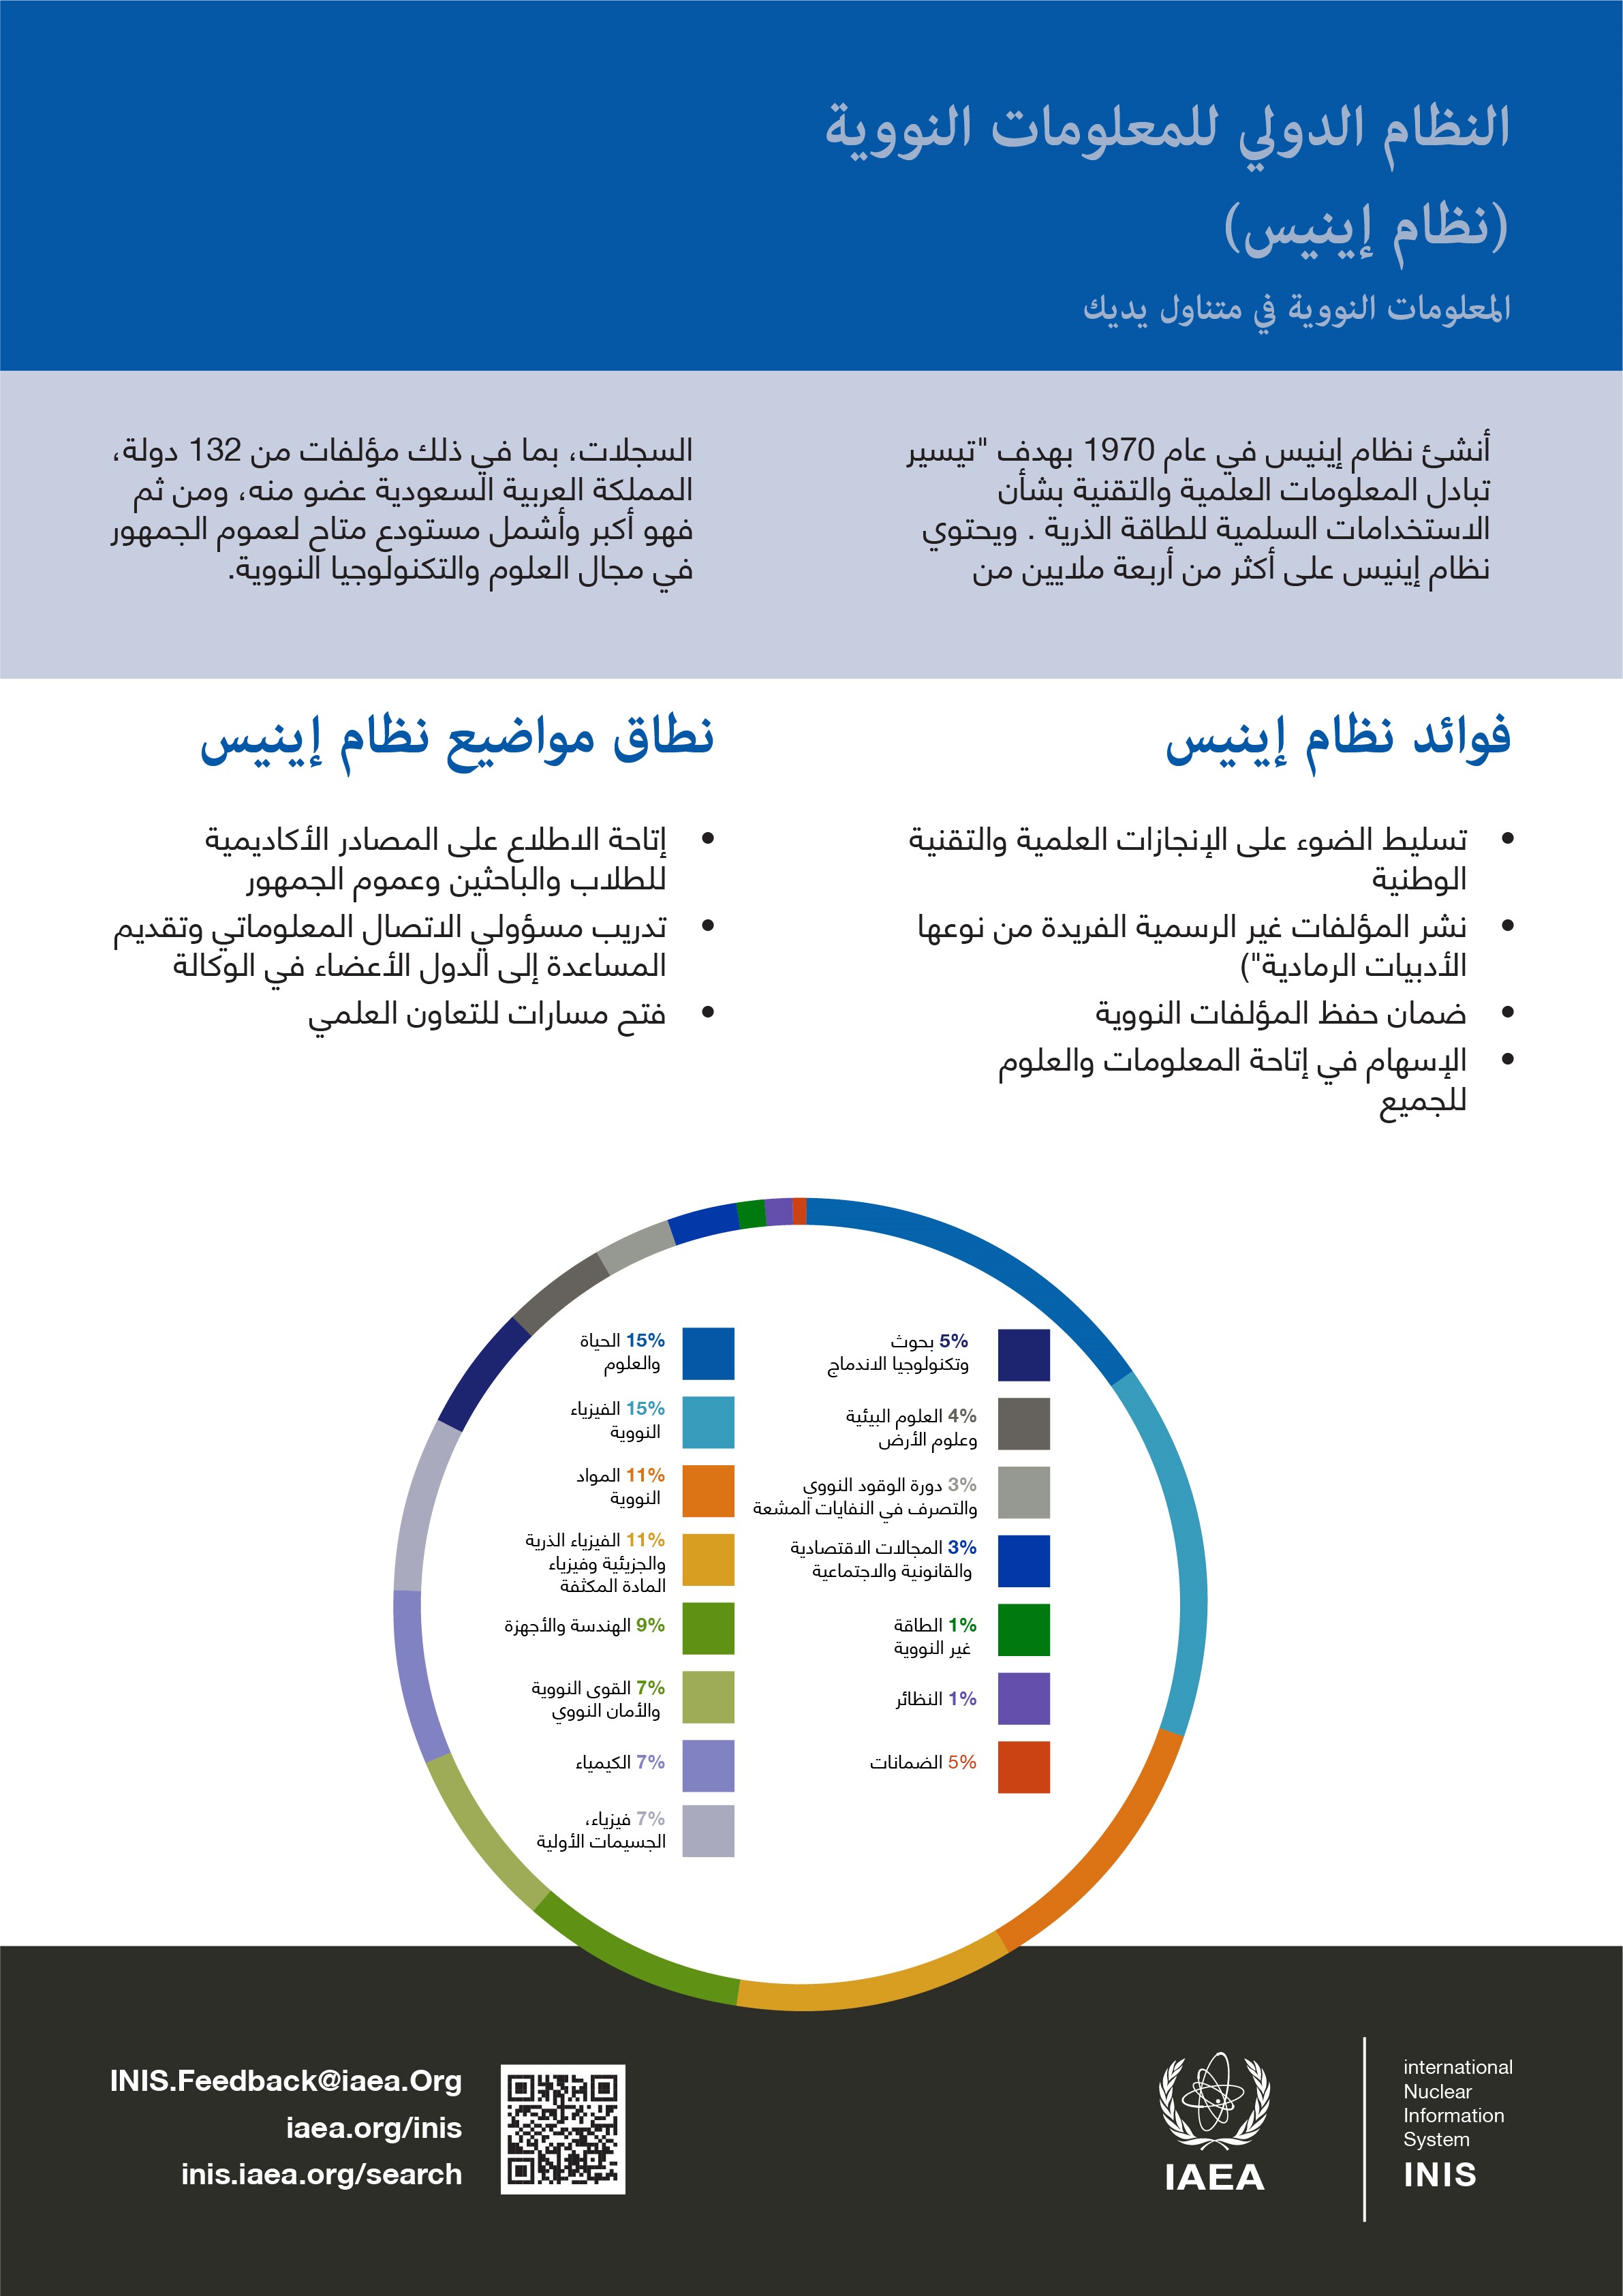 النظام الدولي للمعلومات النووية
(نظام إينيس)
المعلومات النووية في متناول يديك
أنشئ نظام إينيس في عام 1970 بهدف "تيسير
تبادل المعلومات العلمية والتقنية بشأن
الاستخدامات السلمية للطاقة الذرية . ويحتوي
نظام إينيس على أكثر من أربعة ملايين من
السجلات، بما في ذلك مؤلفات من 132 دولة،
المملكة العربية السعودية عضو منه، ومن ثم
فهو أكبر وأشمل مستودع متاح لعموم الجمهور
في مجال العلوم والتكنولوجيا النووية.
فوائد نظام إينيس
• تسليط الضوء على الإنجازات العلمية والتقنية
الوطنية
• نشر المؤلفات غير الرسمية الفريدة من نوعها
الأدبيات الرمادية")
• ضمان حفظ المؤلفات النووية
• الإسهام في إتاحة المعلومات والعلوم
للجميع
نطاق مواضيع نظام إينيس
• إتاحة الاطلاع على المصادر الأكاديمية
للطلاب والباحثين وعموم الجمهور
• تدريب مسؤولي الاتصال المعلوماتي وتقديم
المساعدة إلى الدول الأعضاء في الوكالة
• فتح مسارات للتعاون العلمي
5% بحوث
وتكنولوجيا الاندماج
4% العلوم البيئية
وعلوم الأرض
3% دورة الوقود النووي
والتصرف في النفايات المشعة
3% المجالات الاقتصادية
والقانونية والاجتماعية
1% الطاقة
غير النووية
1% النظائر
5% الضمانات
15% الحياة
والعلوم
15% الفيزياء
النووية
11% المواد
النووية
11% الفيزياء الذرية
والجزيئية وفيزياء
المادة المكثفة
9% الهندسة والأجهزة
7% القوى النووية
والأمان النووي
7% الكيمياء
7% فيزياء،
الجسيمات الأولية
INIS.Feedback@iaea.Org
iaea.org/inis
inis.iaea.org/search
IAEA
international
Nuclear
Information
System
INIS